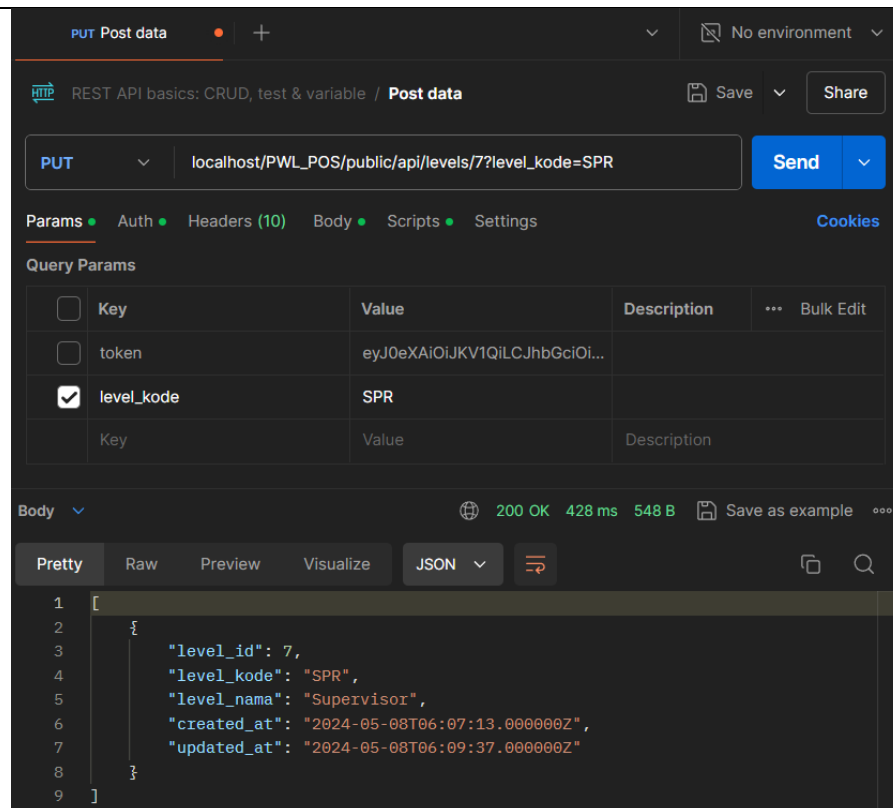 PUT Post data
No environment
HTTP REST API basics: CRUD, test & variable / Post data Save Share
PUT localhost/PWL_POS/public/api/levels/7?level_kode=SPR Send
Params Auth Headers (10) Body Scripts Settings Cookies
Query Params
Key Value Description Bulk Edit
token eyJ0eXAiOiJKV1QiLCJhbGciOi...
level_kode SPR
Key Value Description
Body 200 OK 428 ms 548 B Save as example
Pretty Raw Preview Visualize JSON
1 [
2 {
3 "level_id": 7,
4 "level_kode": "SPR",
5 "level_nama": "Supervisor",
6 "created_at": "2024-05-08T06:07:13.000000Z",
7 "updated_at": "2024-05-08T06:09:37.000000Z"
8 }
9 ]